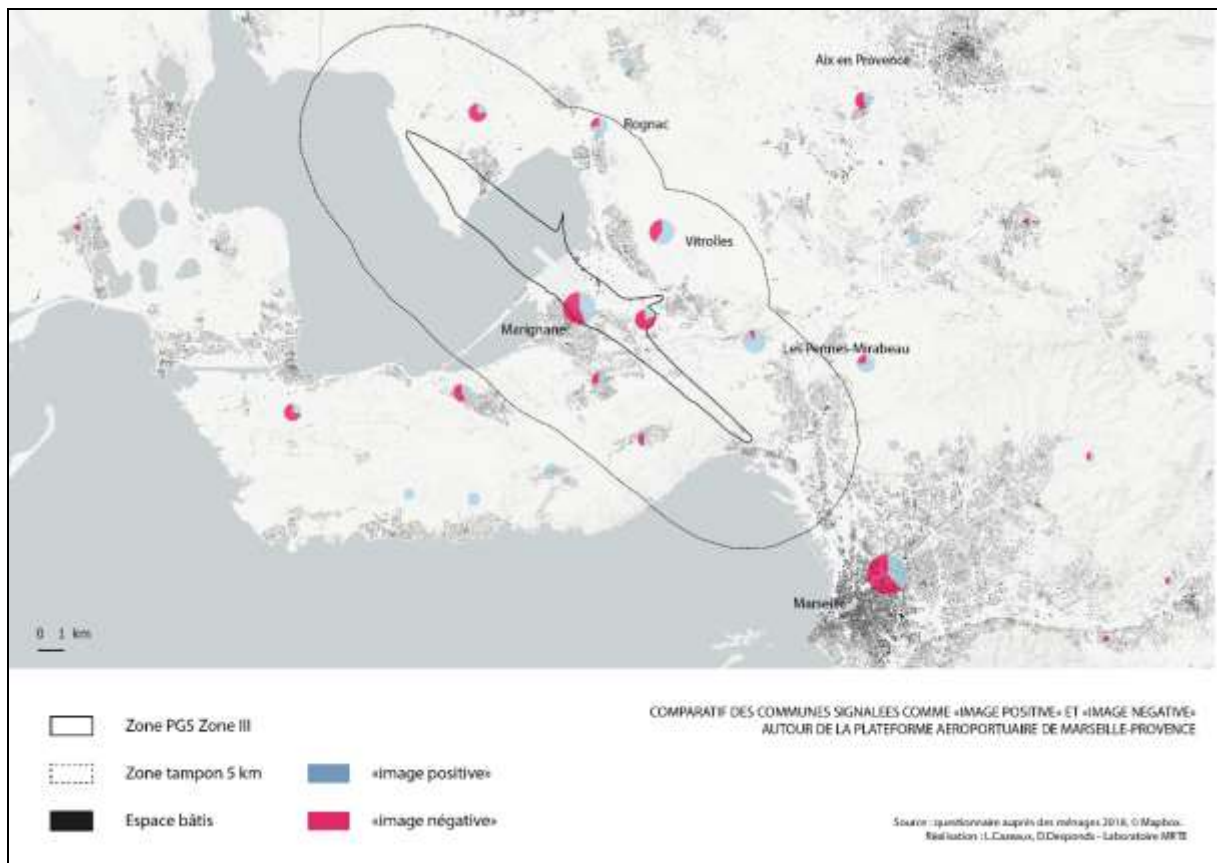 Aix en Provence
Rognac
Vitrolles
Marignane
Les Pennes-Mirabeau
Marseille
0 1 km
Zone PGS Zone III
Zone tampon 5 km
Espace bâtis
«image positive»
«image négative»
COMPARATIF DES COMMUNES SIGNALEES COMME «IMAGE POSITIVE» ET «IMAGE NEGATIVE»
AUTOUR DE LA PLATEFORME AEROPORTUAIRE DE MARSEILLE-PROVENCE
Source : questionnaire auprès des ménages 2018, © Mapbox.
Réalisation : L.Cazeaux, D.Desponds - Laboratoire MRTE